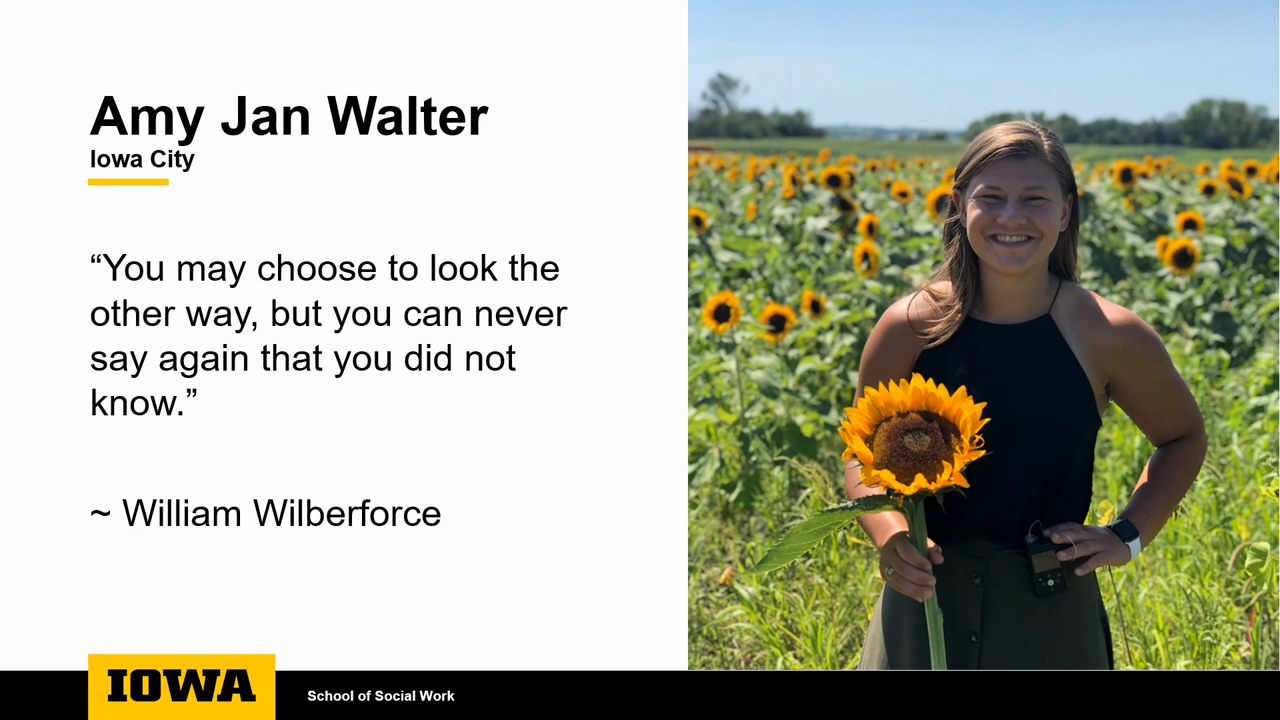 Amy Jan Walter
Iowa City
“You may choose to look the
other way, but you can never
say again that you did not
know.”
~ William Wilberforce
IOWA
School of Social Work